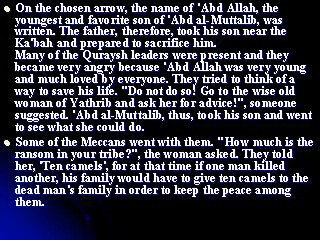 On the chosen arrow, the name of 'Abd Allah, the
youngest and favorite son of 'Abd al-Muttalib, was
written. The father, therefore, took his son near the
Ka'bah and prepared to sacrifice him.
Many of the Quraysh leaders were present and they
became very angry because 'Abd Allah was very young
and much loved by everyone. They tried to think of a
way to save his life. "Do not do so! Go to the wise old
woman of Yathrib and ask her for advice!", someone
suggested. 'Abd al-Muttalib, thus, took his son and went
to see what she could do.
Some of the Meccans went with them. "How much is the
ransom in your tribe?", the woman asked. They told
her, 'Ten camels', for at that time if one man killed
another, his family would have to give ten camels to the
dead man's family in order to keep the peace among
them.